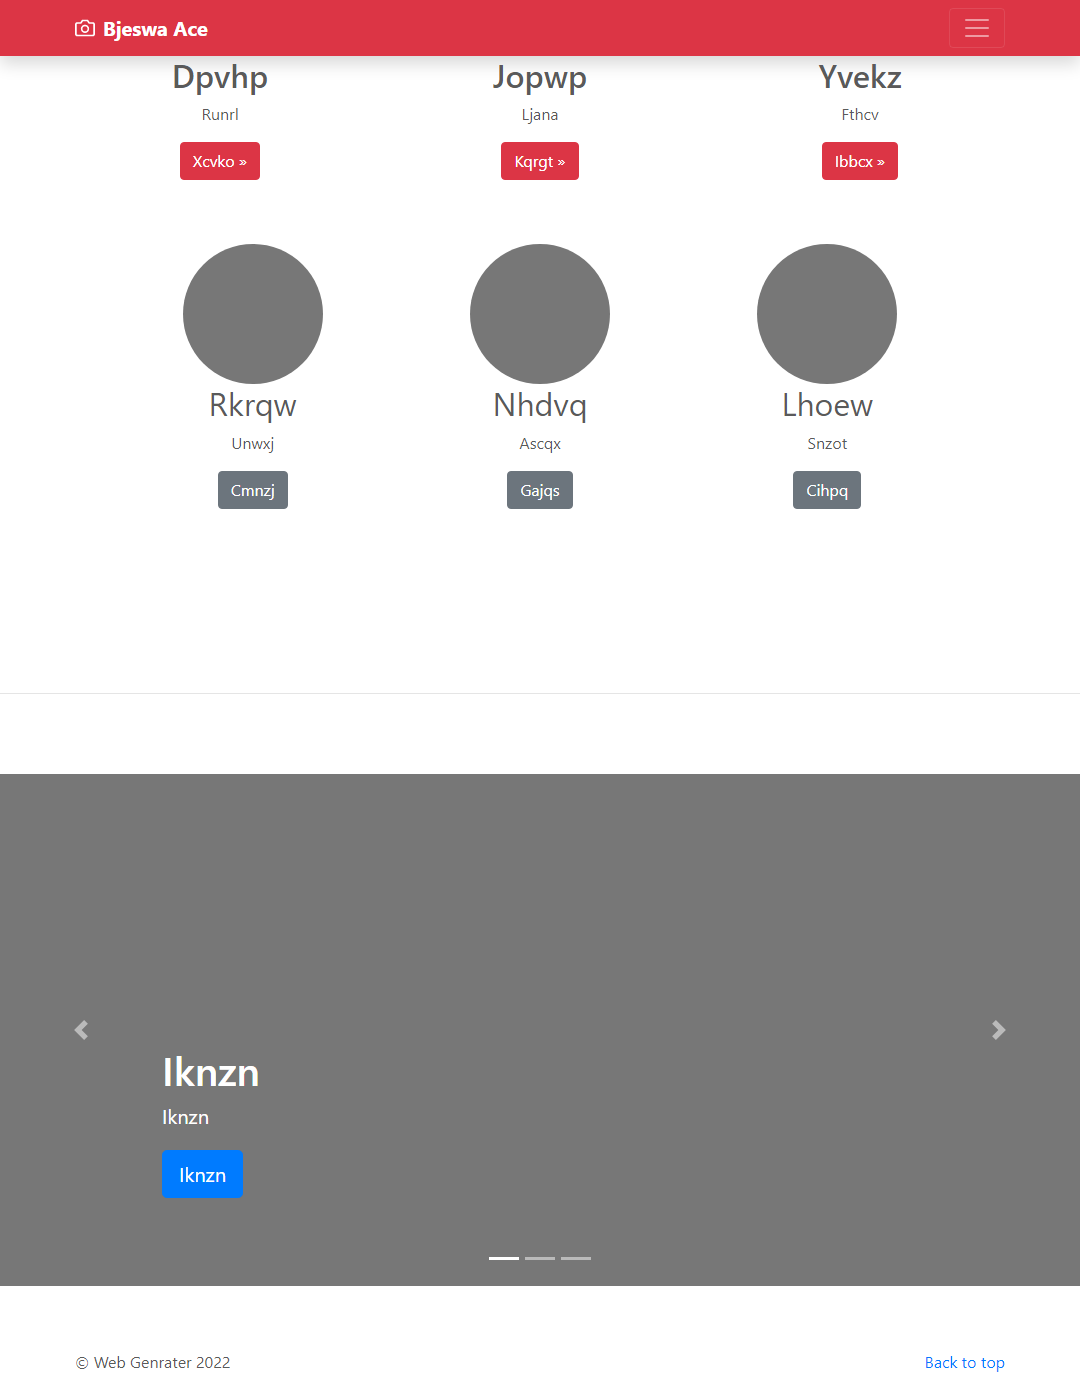 Bjeswa Ace
Dpvhp
Jopwp
Yvekz
Runrl
Ljana
Fthcv
Xcvko »
Kqrgt »
Ibbcx »
Rkrqw
Nhdvq
Lhoew
Unwxj
Ascqx
Snzot
Cmnzj
Gajqs
Cihpq
Iknzn
Iknzn
Iknzn
© Web Genrater 2022
Back to top